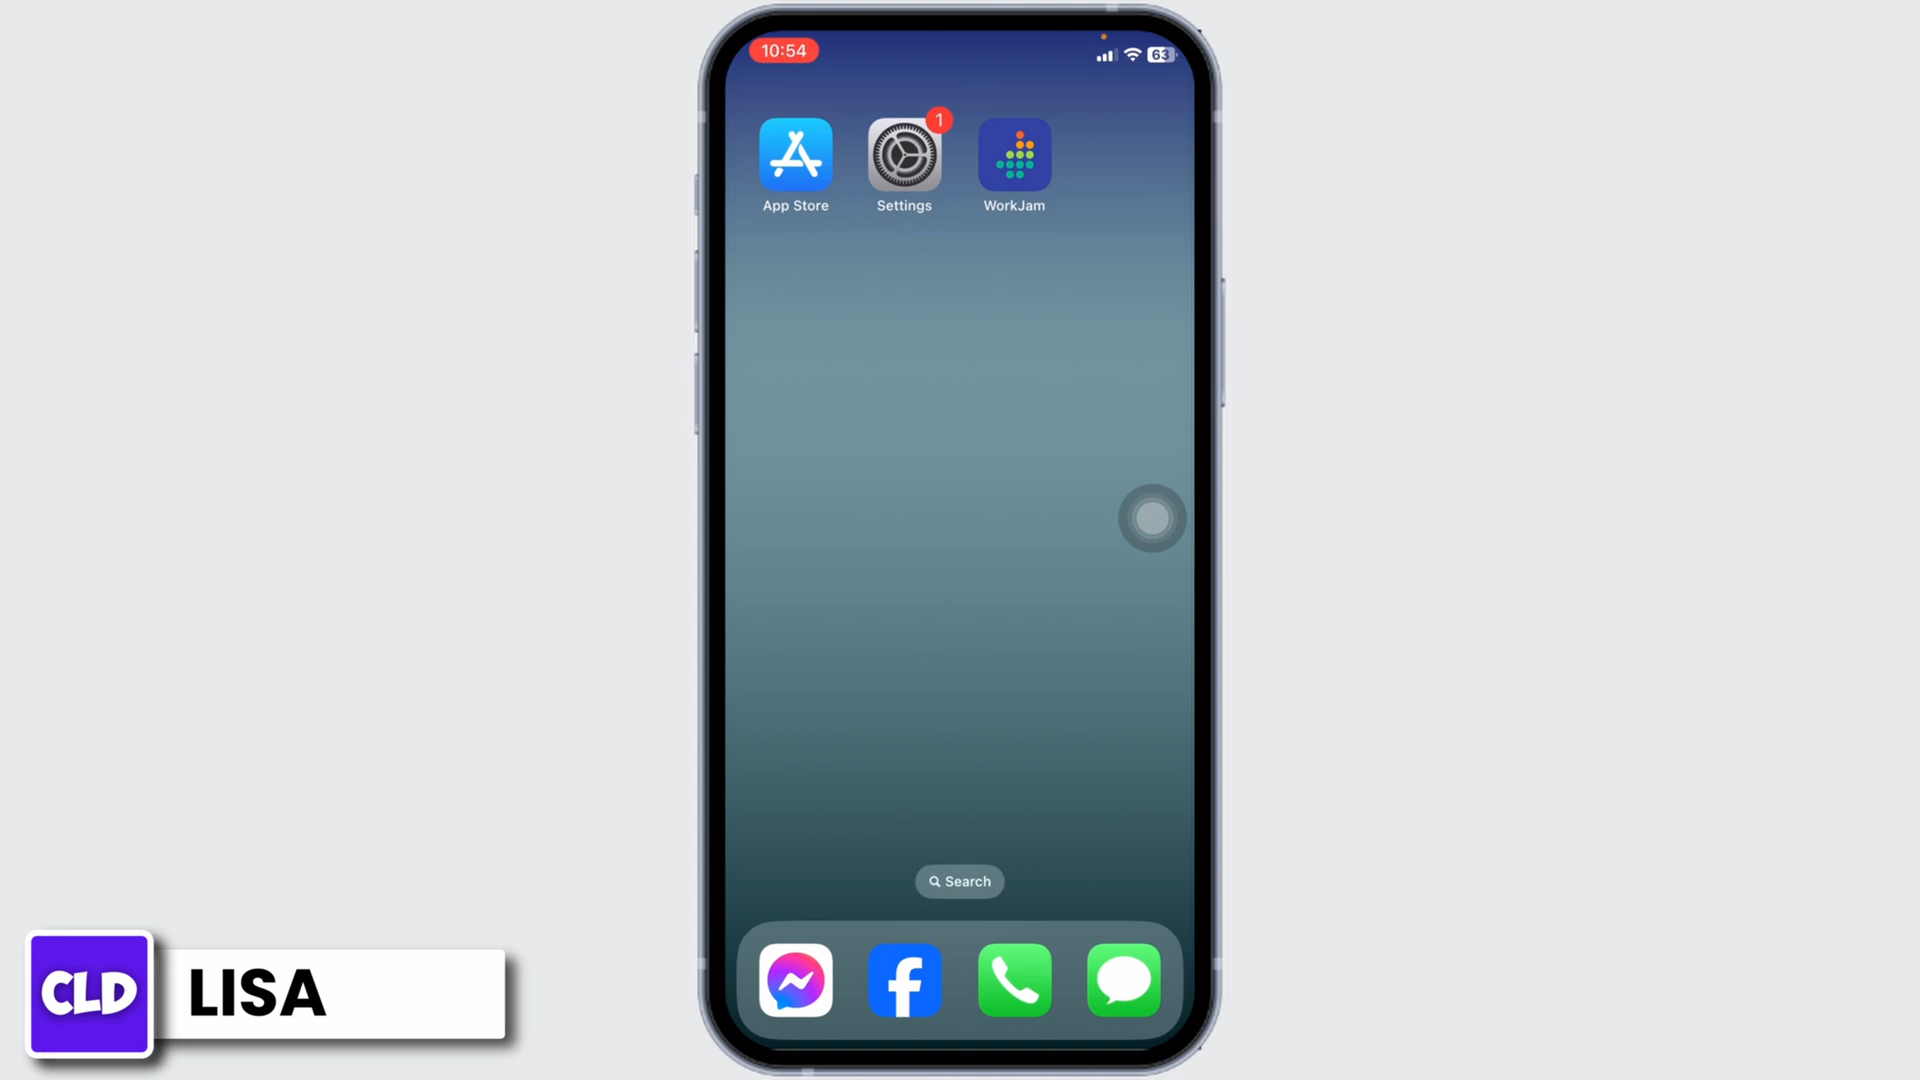 10:54
63
1
App Store
Settings
WorkJam
Search
CLD
LISA